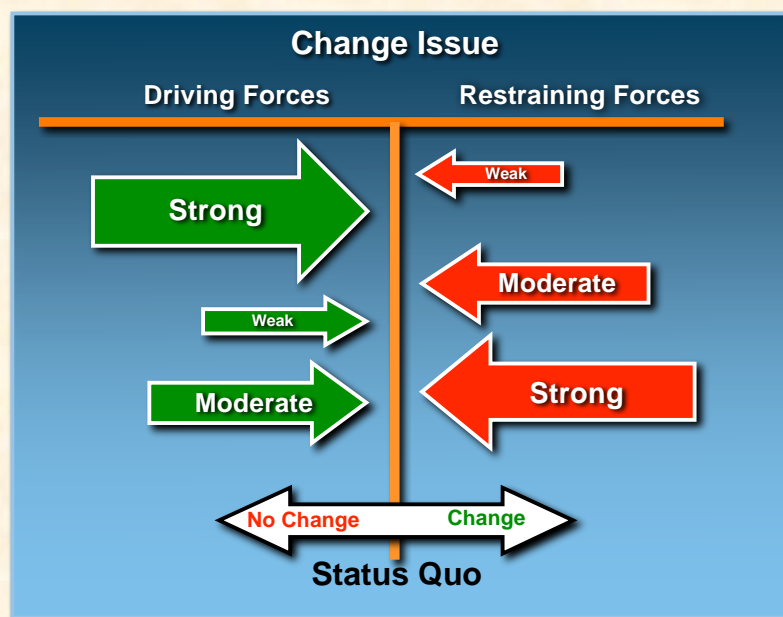 Change Issue
Driving Forces
Restraining Forces
Strong
Weak
Weak
Moderate
Moderate
Strong
No Change
Change
Status Quo